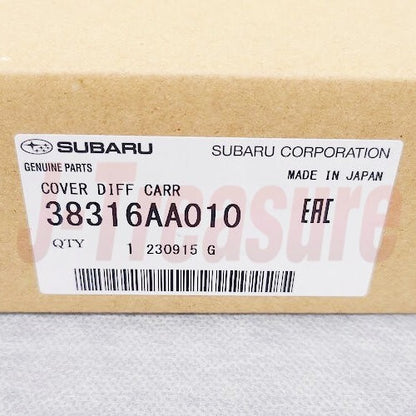 SUBARU
SUBARU CORPORATION
GENUINE PARTS
MADE IN JAPAN
COVER DIFF CARR
38316AA010
EAC
QTY 1 230915 G
J-Treasure